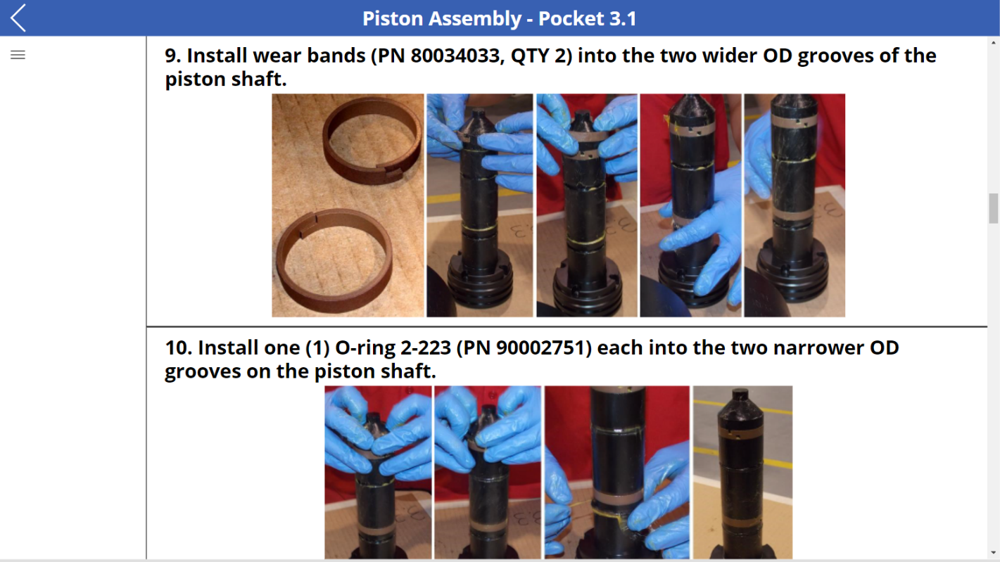 Piston Assembly - Pocket 3.1
9. Install wear bands (PN 80034033, QTY 2) into the two wider OD grooves of the
piston shaft.
10. Install one (1) O-ring 2-223 (PN 90002751) each into the two narrower OD
grooves on the piston shaft.